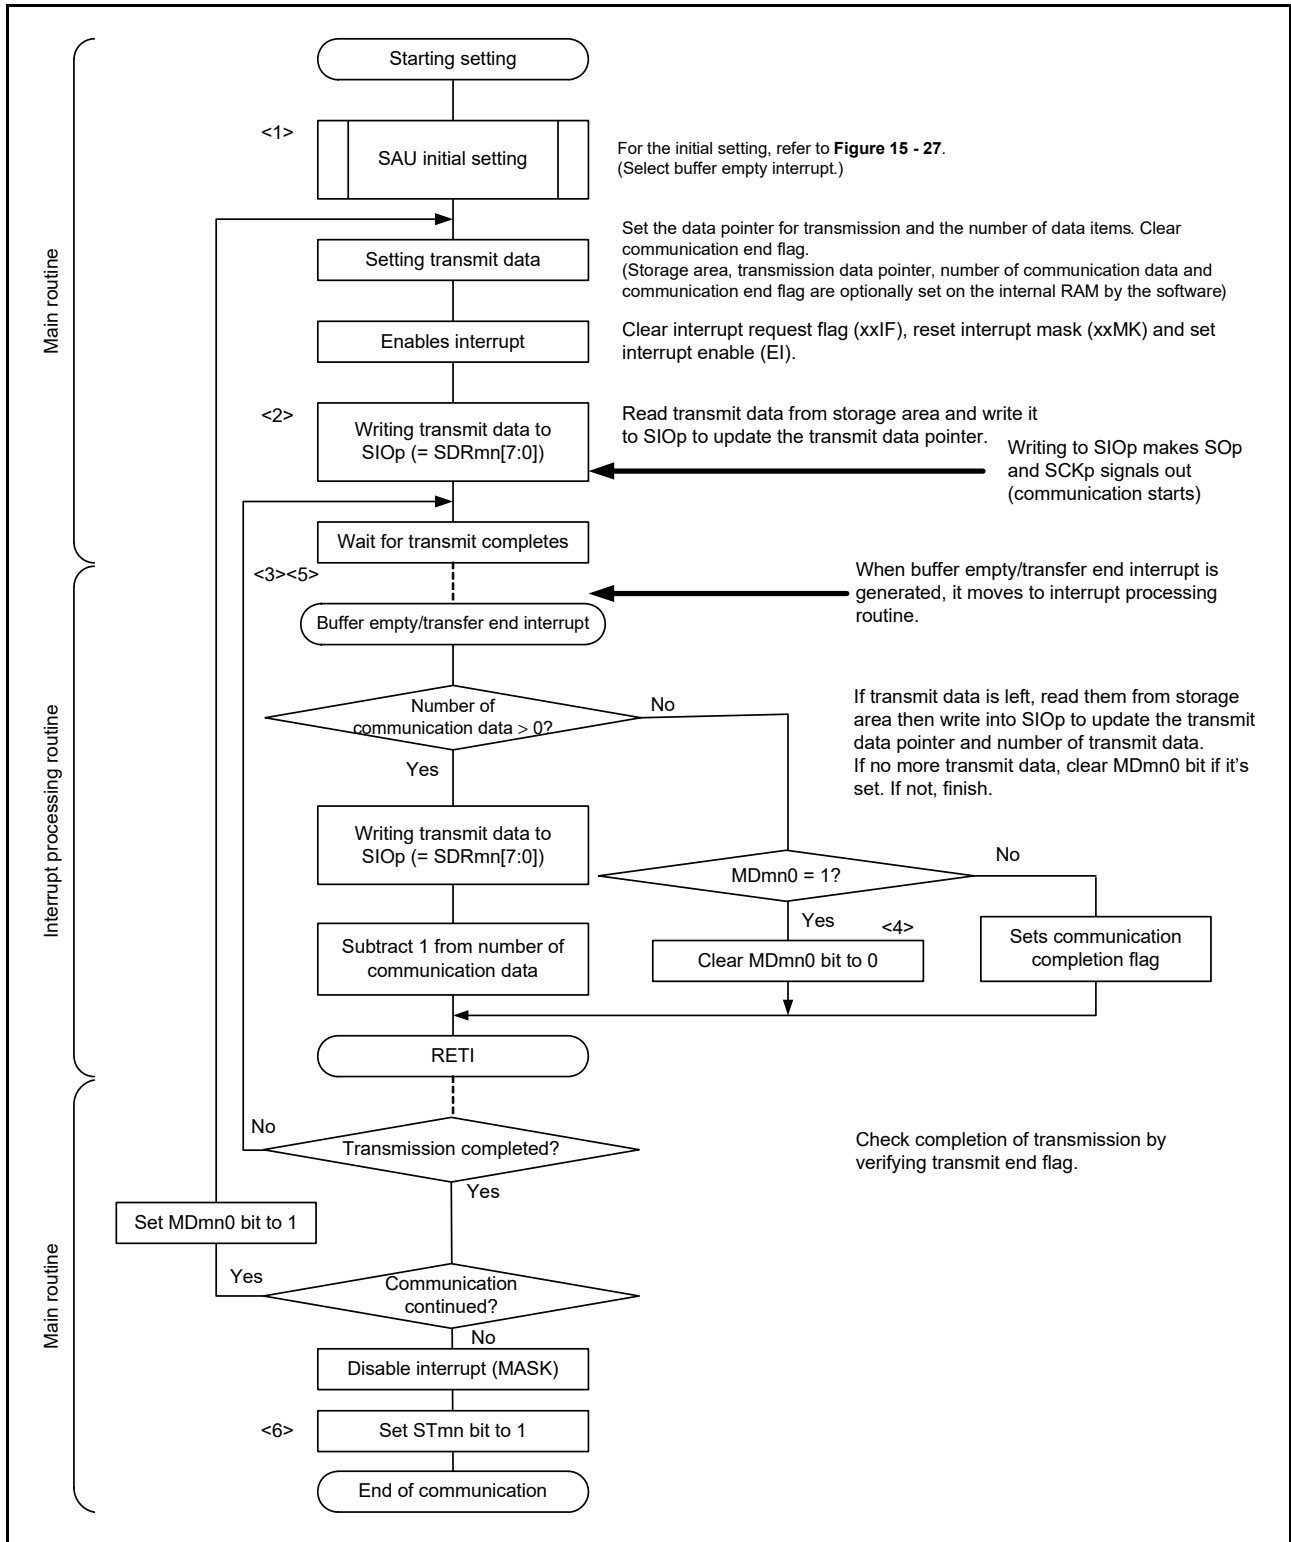 Starting setting
<1>
SAU initial setting
For the initial setting, refer to Figure 15 - 27.
(Select buffer empty interrupt.)
Main routine
Setting transmit data
Set the data pointer for transmission and the number of data items. Clear
communication end flag.
(Storage area, transmission data pointer, number of communication data and
communication end flag are optionally set on the internal RAM by the software)
Enables interrupt
Clear interrupt request flag (xxIF), reset interrupt mask (xxMK) and set
interrupt enable (EI).
<2>
Writing transmit data to
SIOp (= SDRmn[7:0])
Read transmit data from storage area and write it
to SIOp to update the transmit data pointer.
Writing to SIOp makes SOp
and SCKp signals out
(communication starts)
Wait for transmit completes
<3><5>
When buffer empty/transfer end interrupt is
generated, it moves to interrupt processing
routine.
Buffer empty/transfer end interrupt
Interrupt processing routine
Number of
communication data > 0?
No
Yes
If transmit data is left, read them from storage
area then write into SIOp to update the transmit
data pointer and number of transmit data.
If no more transmit data, clear MDmn0 bit if it's
set. If not, finish.
Writing transmit data to
SIOp (= SDRmn[7:0])
MDmn0 = 1?
No
Yes
<4>
Subtract 1 from number of
communication data
Clear MDmn0 bit to 0
Sets communication
completion flag
RETI
Main routine
No
Transmission completed?
Yes
Check completion of transmission by
verifying transmit end flag.
Set MDmn0 bit to 1
Yes
Communication
continued?
No
Disable interrupt (MASK)
<6>
Set STmn bit to 1
End of communication